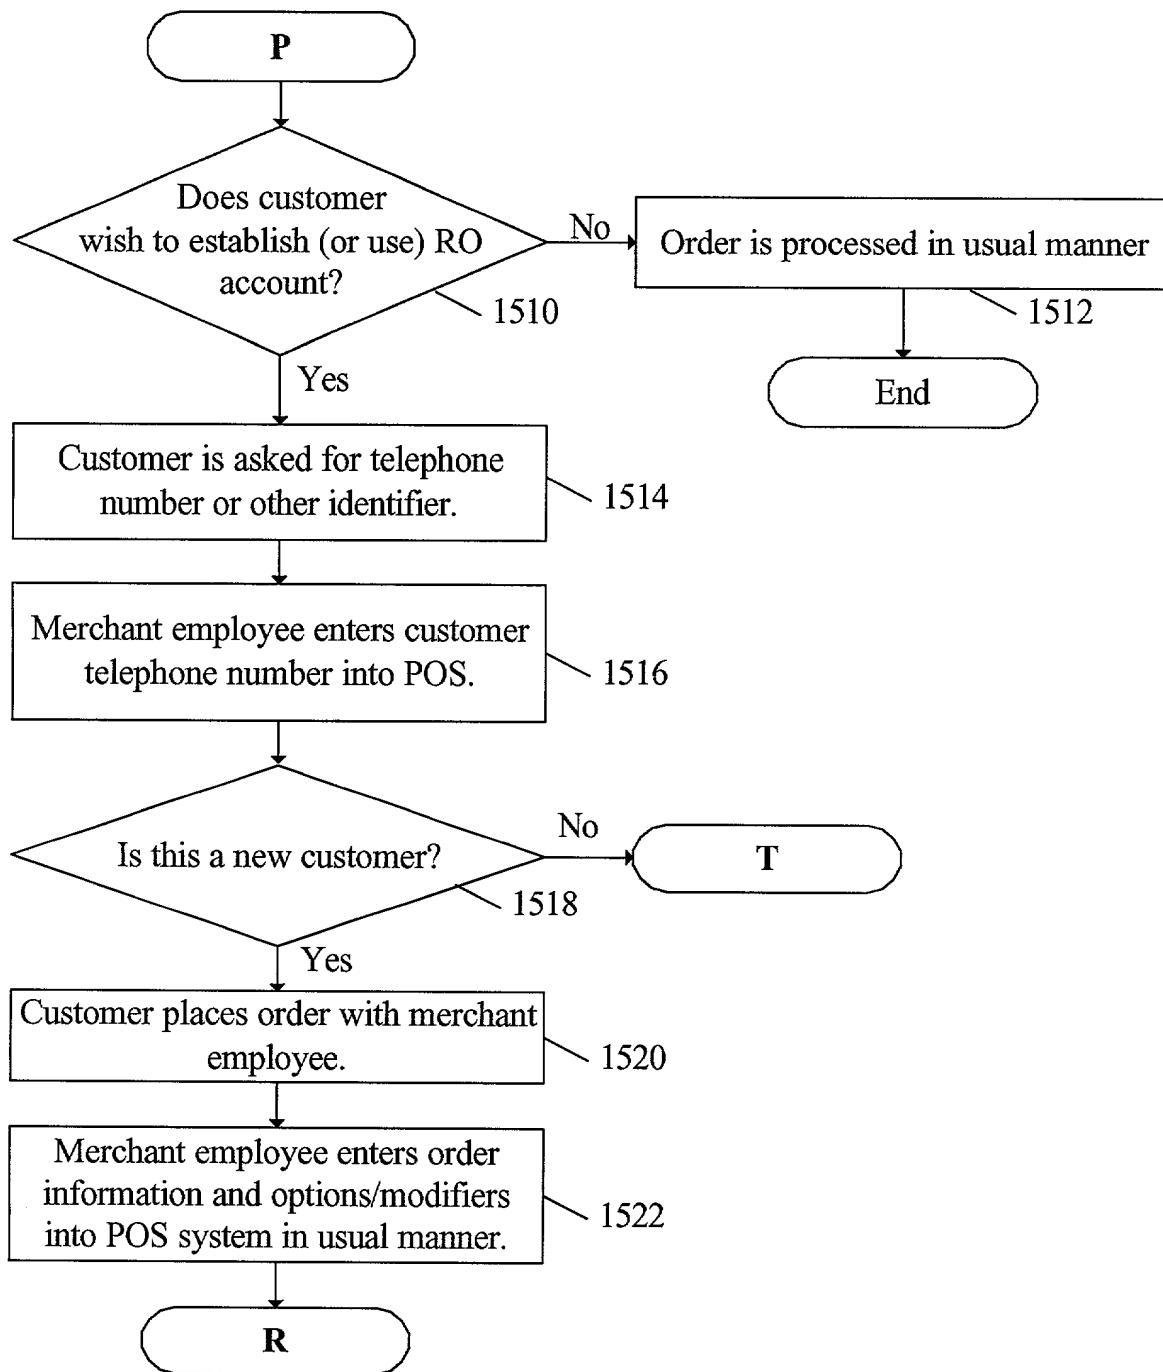 P
Does customer
wish to establish (or use) RO
account?
No
Order is processed in usual manner
1510
1512
Yes
End
Customer is asked for telephone
number or other identifier.
1514
Merchant employee enters customer
telephone number into POS.
1516
Is this a new customer?
No
T
1518
Yes
Customer places order with merchant
employee.
1520
Merchant employee enters order
information and options/modifiers
into POS system in usual manner.
1522
R